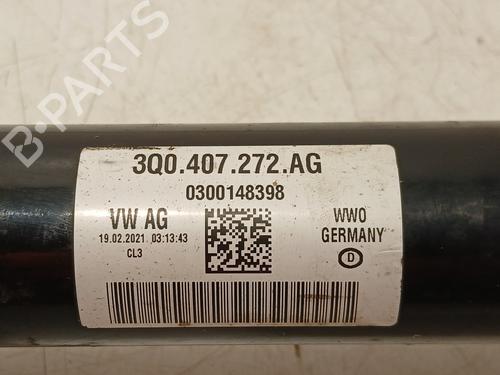 3Q0.407.272.AG
0300148398
VW AG
19.02.2021 03:13:43
CL3
WWO
GERMANY
D
B-PARTS